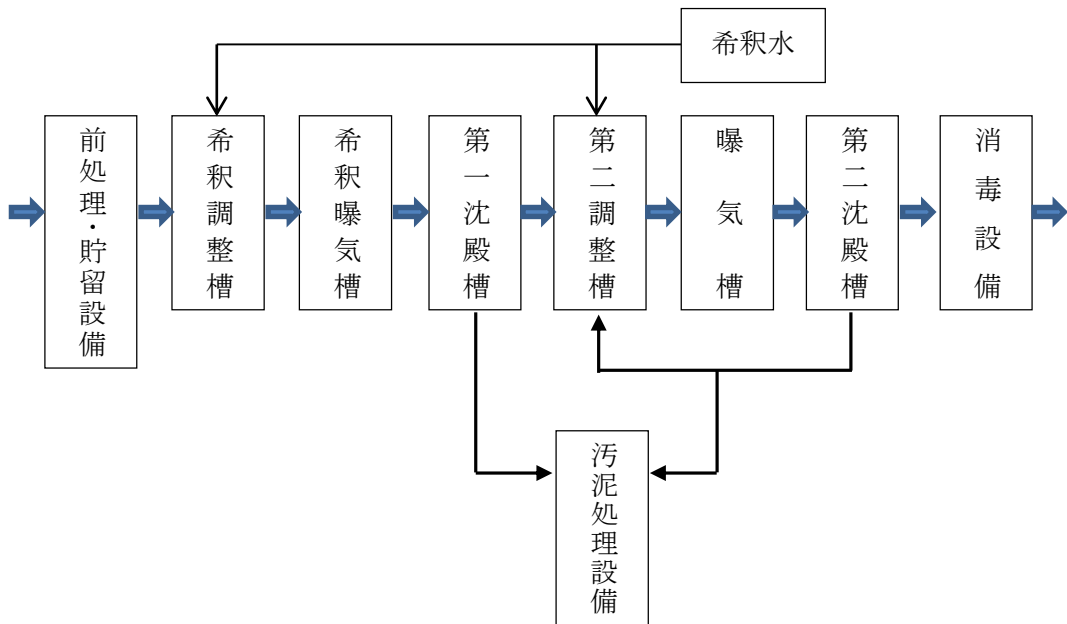 希釈水
前処理・貯留設備
希釈調整槽
希釈曝気槽
第一沈殿槽
第二調整槽
曝気槽
第二沈殿槽
消毒設備
汚泥処理設備